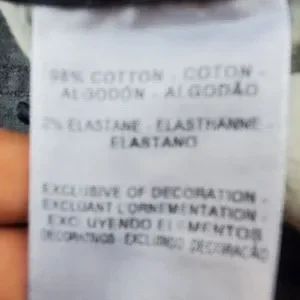 98% COTTON - COTON -
ALGODÓN - ALGODÃO
2% ELASTANE - ELASTHANNE -
ELASTANO
EXCLUSIVE OF DECORATION -
EXCLUANT L'ORNEMENTATION -
EXCLUYENDO ELEMENTOS
DECORATIVOS - EXCLUINDO DECORAÇÃO